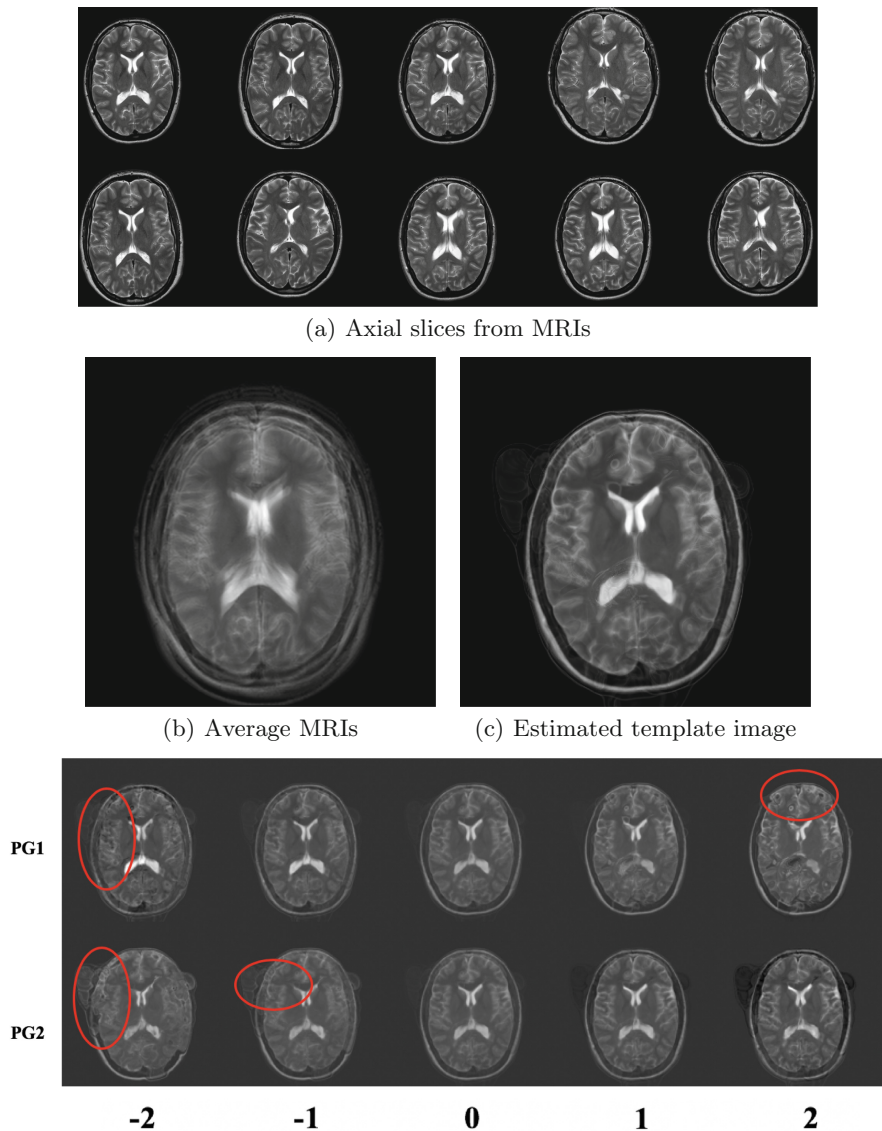 (a) Axial slices from MRIs
(b) Average MRIs
(c) Estimated template image
PG1
PG2
-2 -1 0 1 2